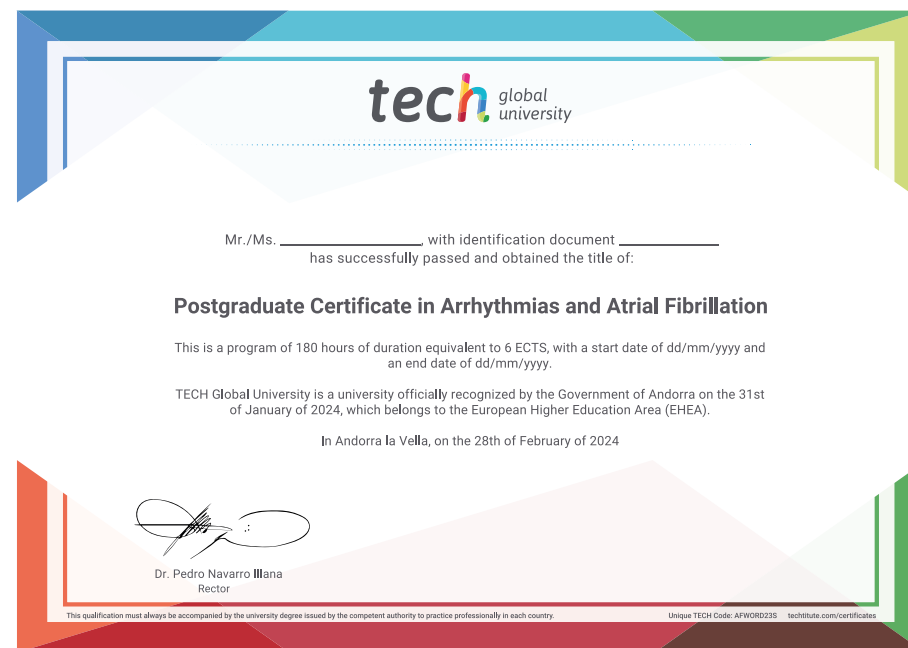 tech global university
Mr./Ms. ____________________, with identification document ______________
has successfully passed and obtained the title of:
Postgraduate Certificate in Arrhythmias and Atrial Fibrillation
This is a program of 180 hours of duration equivalent to 6 ECTS, with a start date of dd/mm/yyyy and
an end date of dd/mm/yyyy.
TECH Global University is a university officially recognized by the Government of Andorra on the 31st
of January of 2024, which belongs to the European Higher Education Area (EHEA).
In Andorra la Vella, on the 28th of February of 2024
Dr. Pedro Navarro Illana
Rector
This qualification must always be accompanied by the university degree issued by the competent authority to practice professionally in each country.
Unique TECH Code: AFWORD23S techtitute.com/certificates